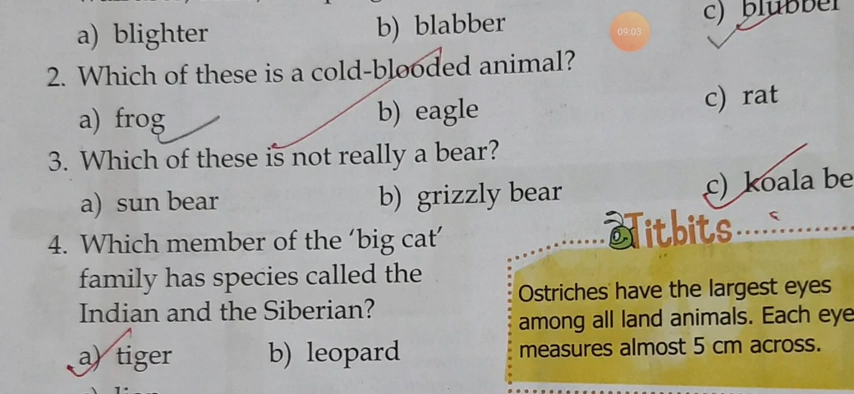 a) blighter b) blabber c) blubber
2. Which of these is a cold-blooded animal?
a) frog b) eagle c) rat
3. Which of these is not really a bear?
a) sun bear b) grizzly bear c) koala be
4. Which member of the ‘big cat’
family has species called the
Indian and the Siberian?
a) tiger b) leopard
Titbits
Ostriches have the largest eyes
among all land animals. Each eye
measures almost 5 cm across.
09:03